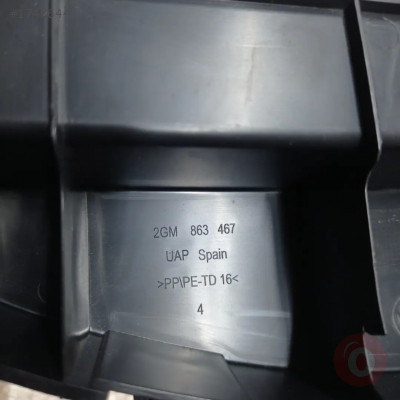 2GM 863 467
UAP Spain
>PP\PE-TD 16<
4